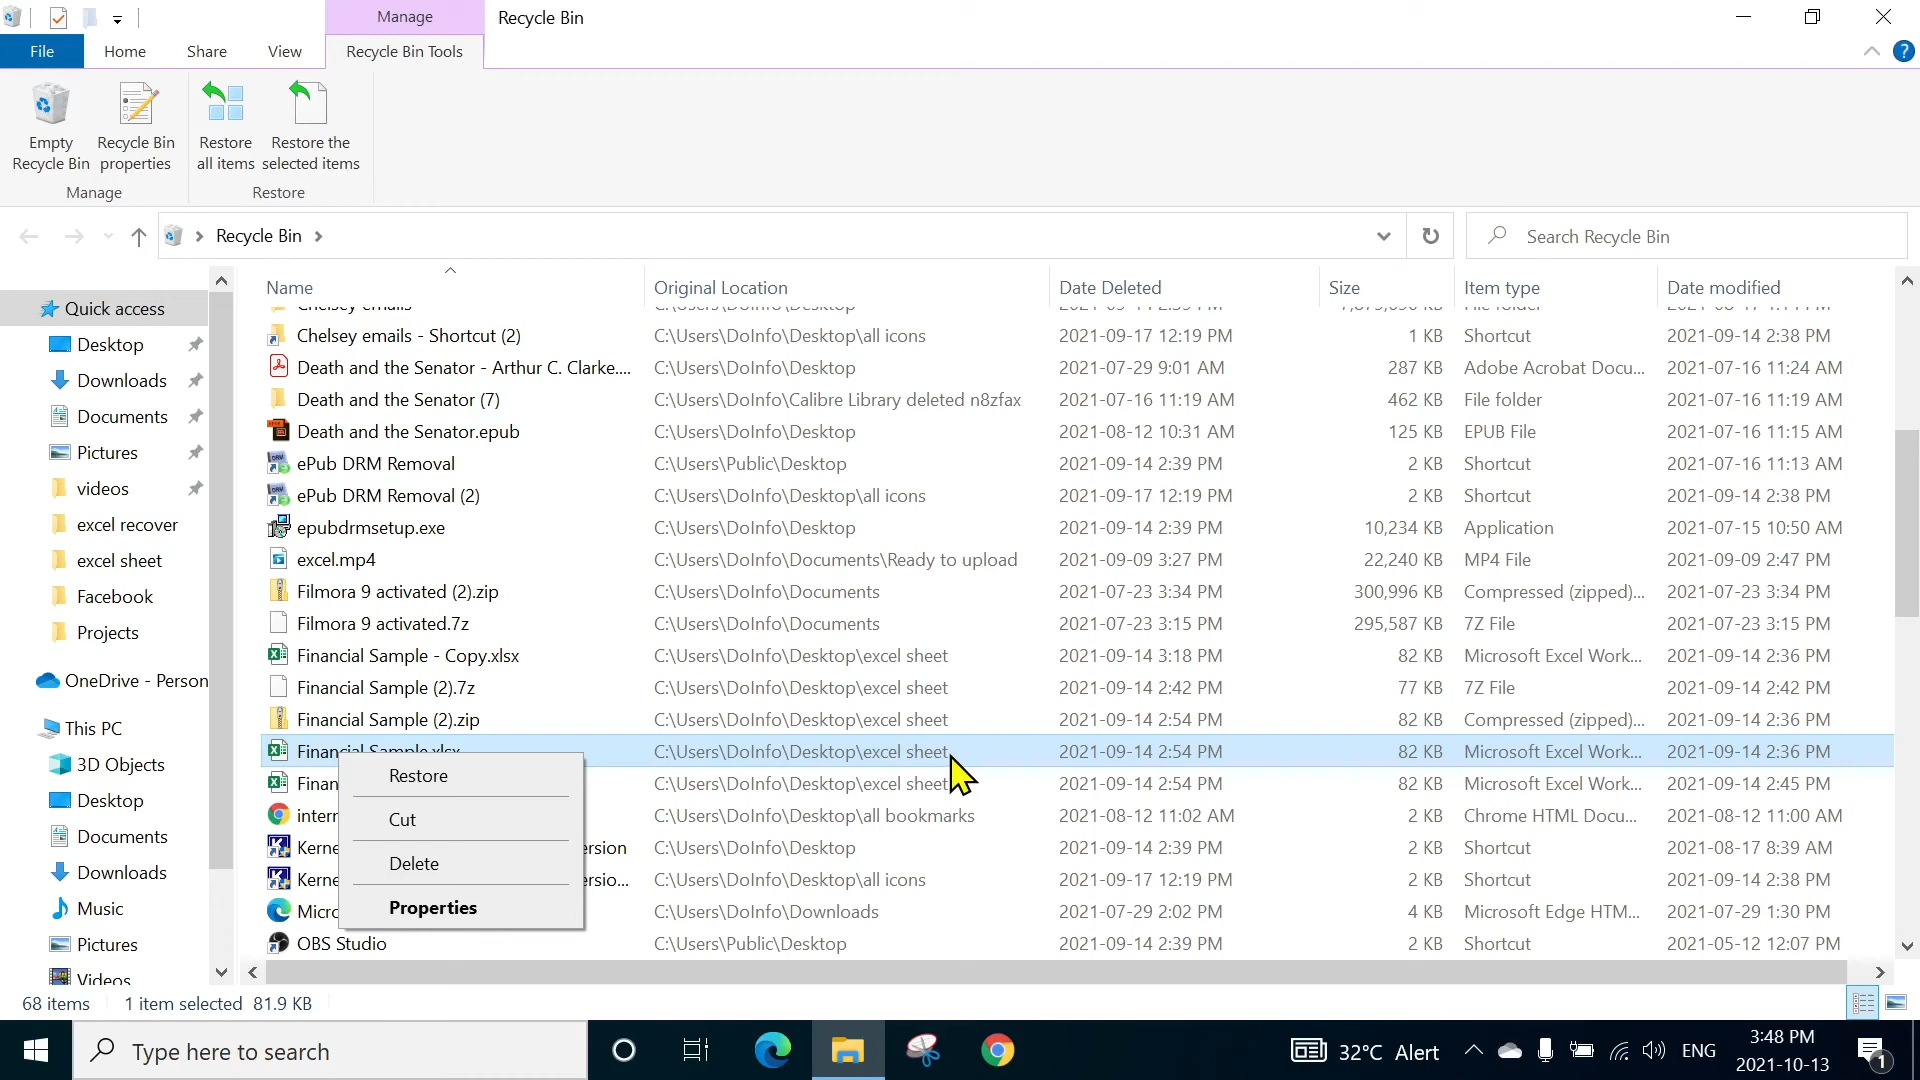 Manage
Recycle Bin
File
Home
Share
View
Recycle Bin Tools
Empty
Recycle Bin
Recycle Bin
properties
Restore
all items
Restore the
selected items
Manage
Restore
Recycle Bin
Search Recycle Bin
Name Original Location Date Deleted Size Item type Date modified
Chelsey emails
Chelsey emails - Shortcut (2) C:\Users\DoInfo\Desktop\all icons 2021-09-17 12:19 PM 1 KB Shortcut 2021-09-14 2:38 PM
Death and the Senator - Arthur C. Clarke.... C:\Users\DoInfo\Desktop 2021-07-29 9:01 AM 287 KB Adobe Acrobat Docu... 2021-07-16 11:24 AM
Death and the Senator (7) C:\Users\DoInfo\Calibre Library deleted n8zfax 2021-07-16 11:19 AM 462 KB File folder 2021-07-16 11:19 AM
Death and the Senator.epub C:\Users\DoInfo\Desktop 2021-08-12 10:31 AM 125 KB EPUB File 2021-07-16 11:15 AM
ePub DRM Removal C:\Users\Public\Desktop 2021-09-14 2:39 PM 2 KB Shortcut 2021-07-16 11:13 AM
ePub DRM Removal (2) C:\Users\DoInfo\Desktop\all icons 2021-09-17 12:19 PM 2 KB Shortcut 2021-09-14 2:38 PM
epubdrmsetup.exe C:\Users\DoInfo\Desktop 2021-09-14 2:39 PM 10,234 KB Application 2021-07-15 10:50 AM
excel.mp4 C:\Users\DoInfo\Documents\Ready to upload 2021-09-09 3:27 PM 22,240 KB MP4 File 2021-09-09 2:47 PM
Filmora 9 activated (2).zip C:\Users\DoInfo\Documents 2021-07-23 3:34 PM 300,996 KB Compressed (zipped)... 2021-07-23 3:34 PM
Filmora 9 activated.7z C:\Users\DoInfo\Documents 2021-07-23 3:15 PM 295,587 KB 7Z File 2021-07-23 3:15 PM
Financial Sample - Copy.xlsx C:\Users\DoInfo\Desktop\excel sheet 2021-09-14 3:18 PM 82 KB Microsoft Excel Work... 2021-09-14 2:36 PM
Financial Sample (2).7z C:\Users\DoInfo\Desktop\excel sheet 2021-09-14 2:42 PM 77 KB 7Z File 2021-09-14 2:42 PM
Financial Sample (2).zip C:\Users\DoInfo\Desktop\excel sheet 2021-09-14 2:54 PM 82 KB Compressed (zipped)... 2021-09-14 2:36 PM
Financial Sample.xlsx C:\Users\DoInfo\Desktop\excel sheet 2021-09-14 2:54 PM 82 KB Microsoft Excel Work... 2021-09-14 2:36 PM
Finan C:\Users\DoInfo\Desktop\excel sheet 2021-09-14 2:54 PM 82 KB Microsoft Excel Work... 2021-09-14 2:45 PM
intern C:\Users\DoInfo\Desktop\all bookmarks 2021-08-12 11:02 AM 2 KB Chrome HTML Docu... 2021-08-12 11:00 AM
Kerne ersion C:\Users\DoInfo\Desktop 2021-09-14 2:39 PM 2 KB Shortcut 2021-08-17 8:39 AM
Kerne ersio... C:\Users\DoInfo\Desktop\all icons 2021-09-17 12:19 PM 2 KB Shortcut 2021-09-14 2:38 PM
Micro C:\Users\DoInfo\Downloads 2021-07-29 2:02 PM 4 KB Microsoft Edge HTM... 2021-07-29 1:30 PM
OBS Studio C:\Users\Public\Desktop 2021-09-14 2:39 PM 2 KB Shortcut 2021-05-12 12:07 PM
Restore
Cut
Delete
Properties
Quick access
Desktop
Downloads
Documents
Pictures
videos
excel recover
excel sheet
Facebook
Projects
OneDrive - Person
This PC
3D Objects
Desktop
Documents
Downloads
Music
Pictures
Videos
68 items 1 item selected 81.9 KB
Type here to search
32°C Alert
ENG
3:48 PM
2021-10-13
1